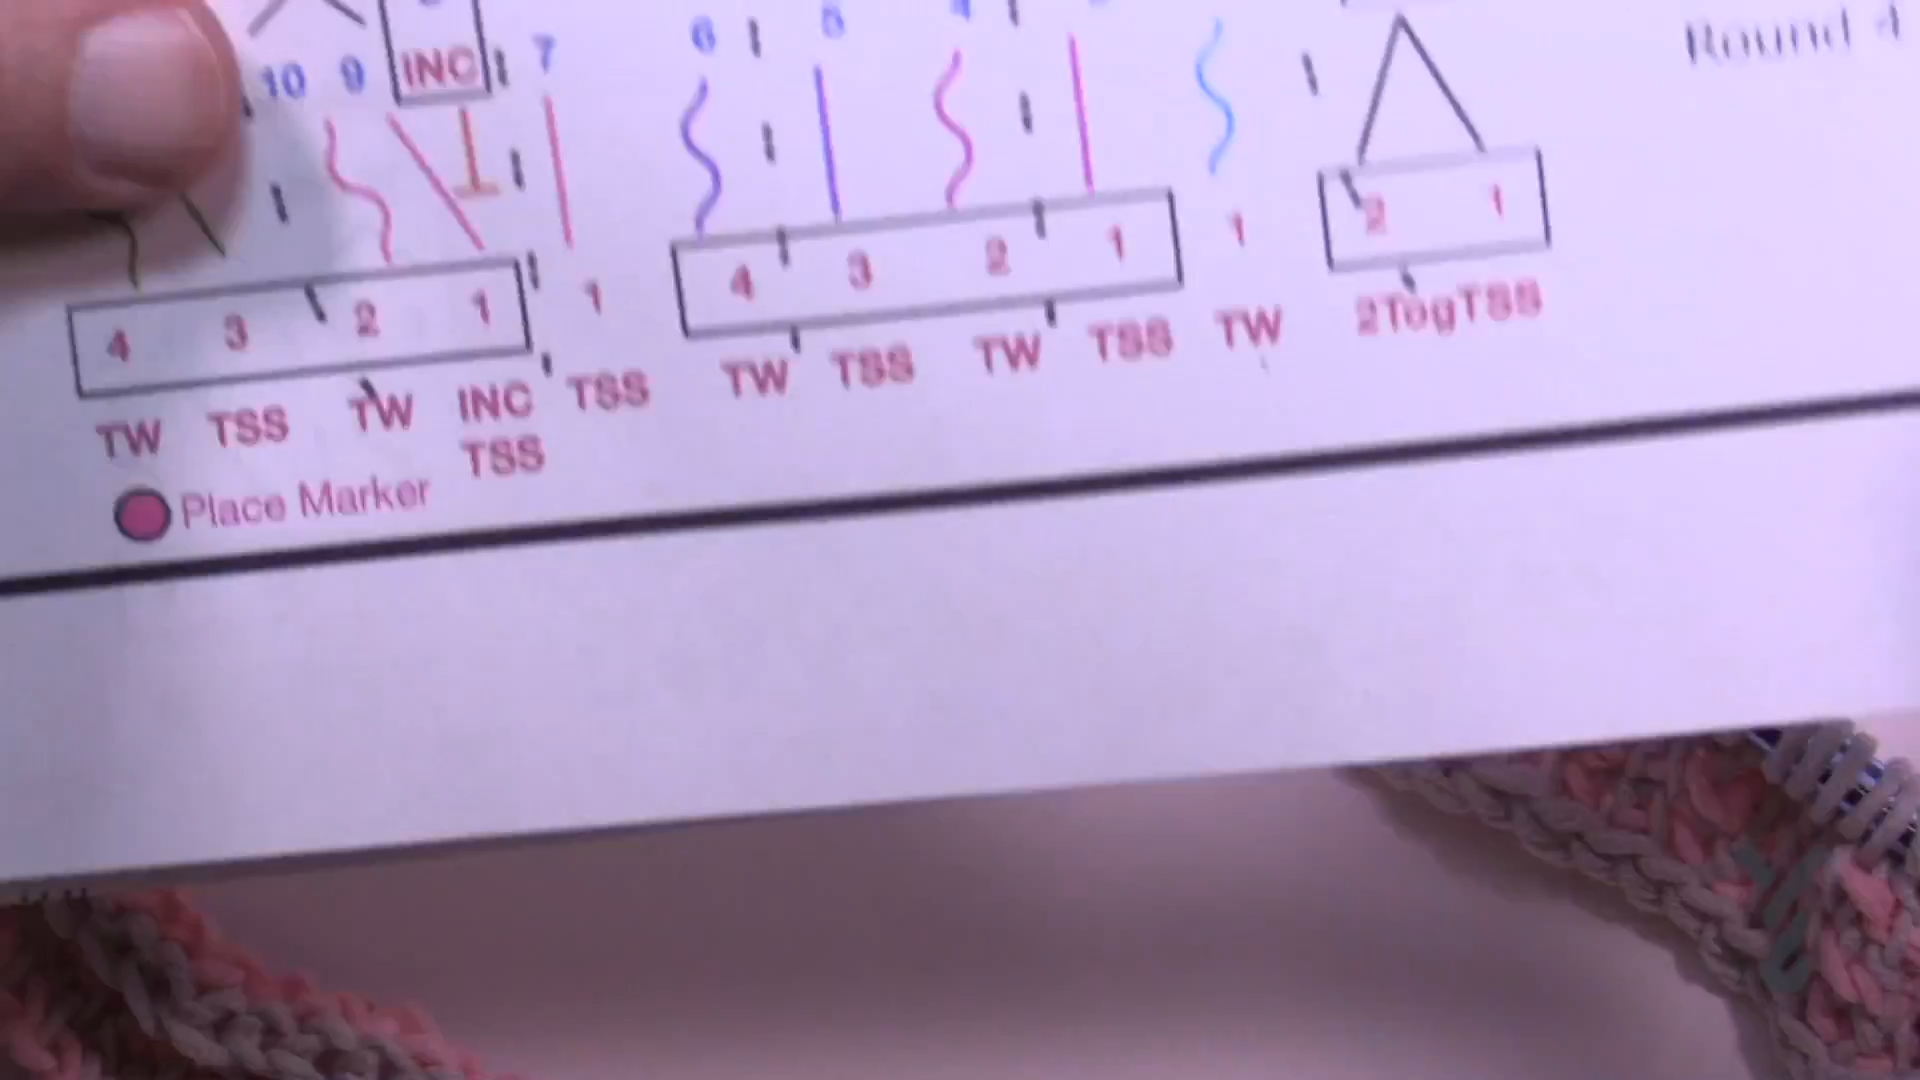 Round 4
10 9 INC 7 6 5 4
4 3 2 1 1 4 3 2 1 1 2 1
TW TSS TW INC TSS TW TSS TW TSS TW 2TogTSS
TSS
Place Marker